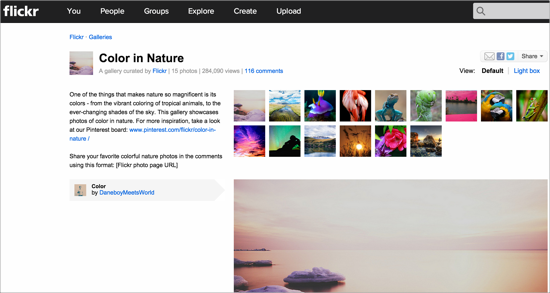 flickr You People Groups Explore Create Upload
Flickr · Galleries
Color in Nature
A gallery curated by Flickr | 15 photos | 284,090 views | 116 comments
Share
View: Default Light box
One of the things that makes nature so magnificent is its
colors - from the vibrant coloring of tropical animals, to the
ever-changing shades of the sky. This gallery showcases
photos of color in nature. For more inspiration, take a look
at our Pinterest board: www.pinterest.com/flickr/color-in-
nature /
Share your favorite colorful nature photos in the comments
using this format: [Flickr photo page URL]
Color
by DaneboyMeetsWorld